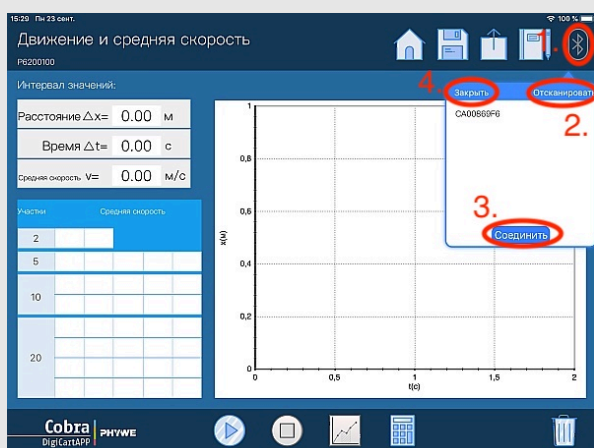 15:29 Пн 23 сент.
100 %
Движение и средняя скорость
P6200100
1.
Интервал значений:
4.
Закрыть
Отсканировать
2.
CA00869F6
3.
Соединить
Расстояние △x= 0.00 м
Время △t= 0.00 с
Средняя скорость V= 0.00 м/с
Участки Средняя скорость
2
5
10
20
x(м)
1
0,8
0,6
0,4
0,2
0
0 0,5 1 1,5 2
t(c)
Cobra
DigiCartAPP
PHYWE